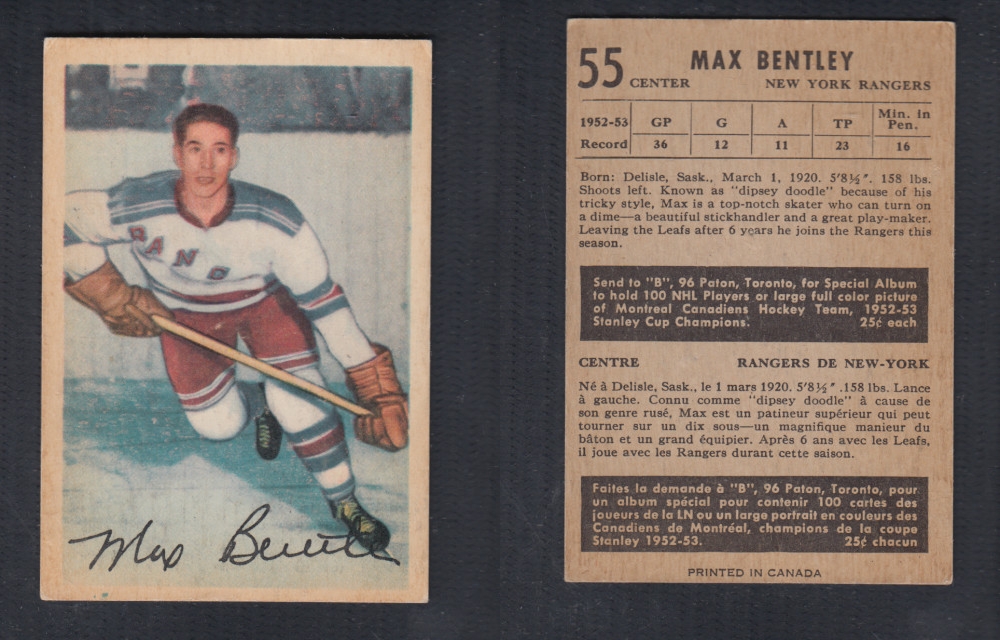 RANG
Max Bentley
55 MAX BENTLEY
CENTER NEW YORK RANGERS
1952-53 Record GP G A TP Min. in Pen.
36 12 11 23 16
Born: Delisle, Sask., March 1, 1920. 5'8½". 158 lbs.
Shoots left. Known as "dipsey doodle" because of his
tricky style, Max is a top-notch skater who can turn on
a dime—a beautiful stickhandler and a great play-maker.
Leaving the Leafs after 6 years he joins the Rangers this
season.
Send to "B", 96 Paton, Toronto, for Special Album
to hold 100 NHL Players or large full color picture
of Montreal Canadiens Hockey Team, 1952-53
Stanley Cup Champions. 25¢ each
CENTRE RANGERS DE NEW-YORK
Né à Delisle, Sask., le 1 mars 1920. 5'8½" .158 lbs. Lance
à gauche. Connu comme "dipsey doodle" à cause de
son genre rusé, Max est un patineur supérieur qui peut
tourner sur un dix sous—un magnifique manieur du
bâton et un grand équipier. Après 6 ans avec les Leafs,
il joue avec les Rangers durant cette saison.
Faites la demande à "B", 96 Paton, Toronto, pour
un album spécial pour contenir 100 cartes des
joueurs de la LN ou un large portrait en couleurs des
Canadiens de Montréal, champions de la coupe
Stanley 1952-53. 25¢ chacun
PRINTED IN CANADA